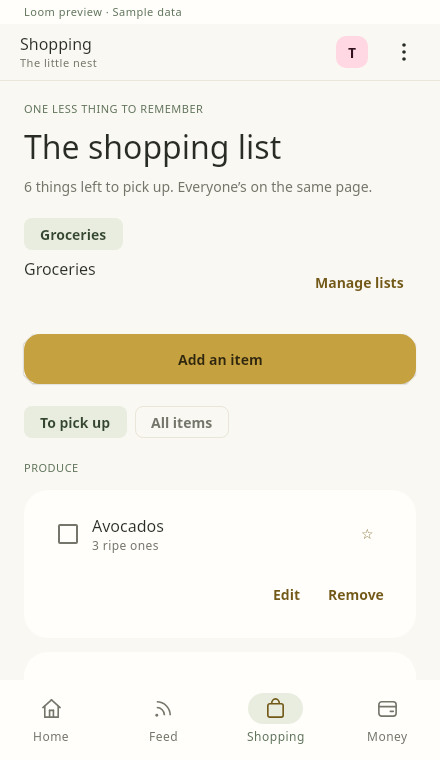 Loom preview · Sample data
Shopping
The little nest
T
ONE LESS THING TO REMEMBER
The shopping list
6 things left to pick up. Everyone’s on the same page.
Groceries
Groceries
Manage lists
Add an item
To pick up
All items
PRODUCE
Avocados
3 ripe ones
Edit
Remove
Home
Feed
Shopping
Money